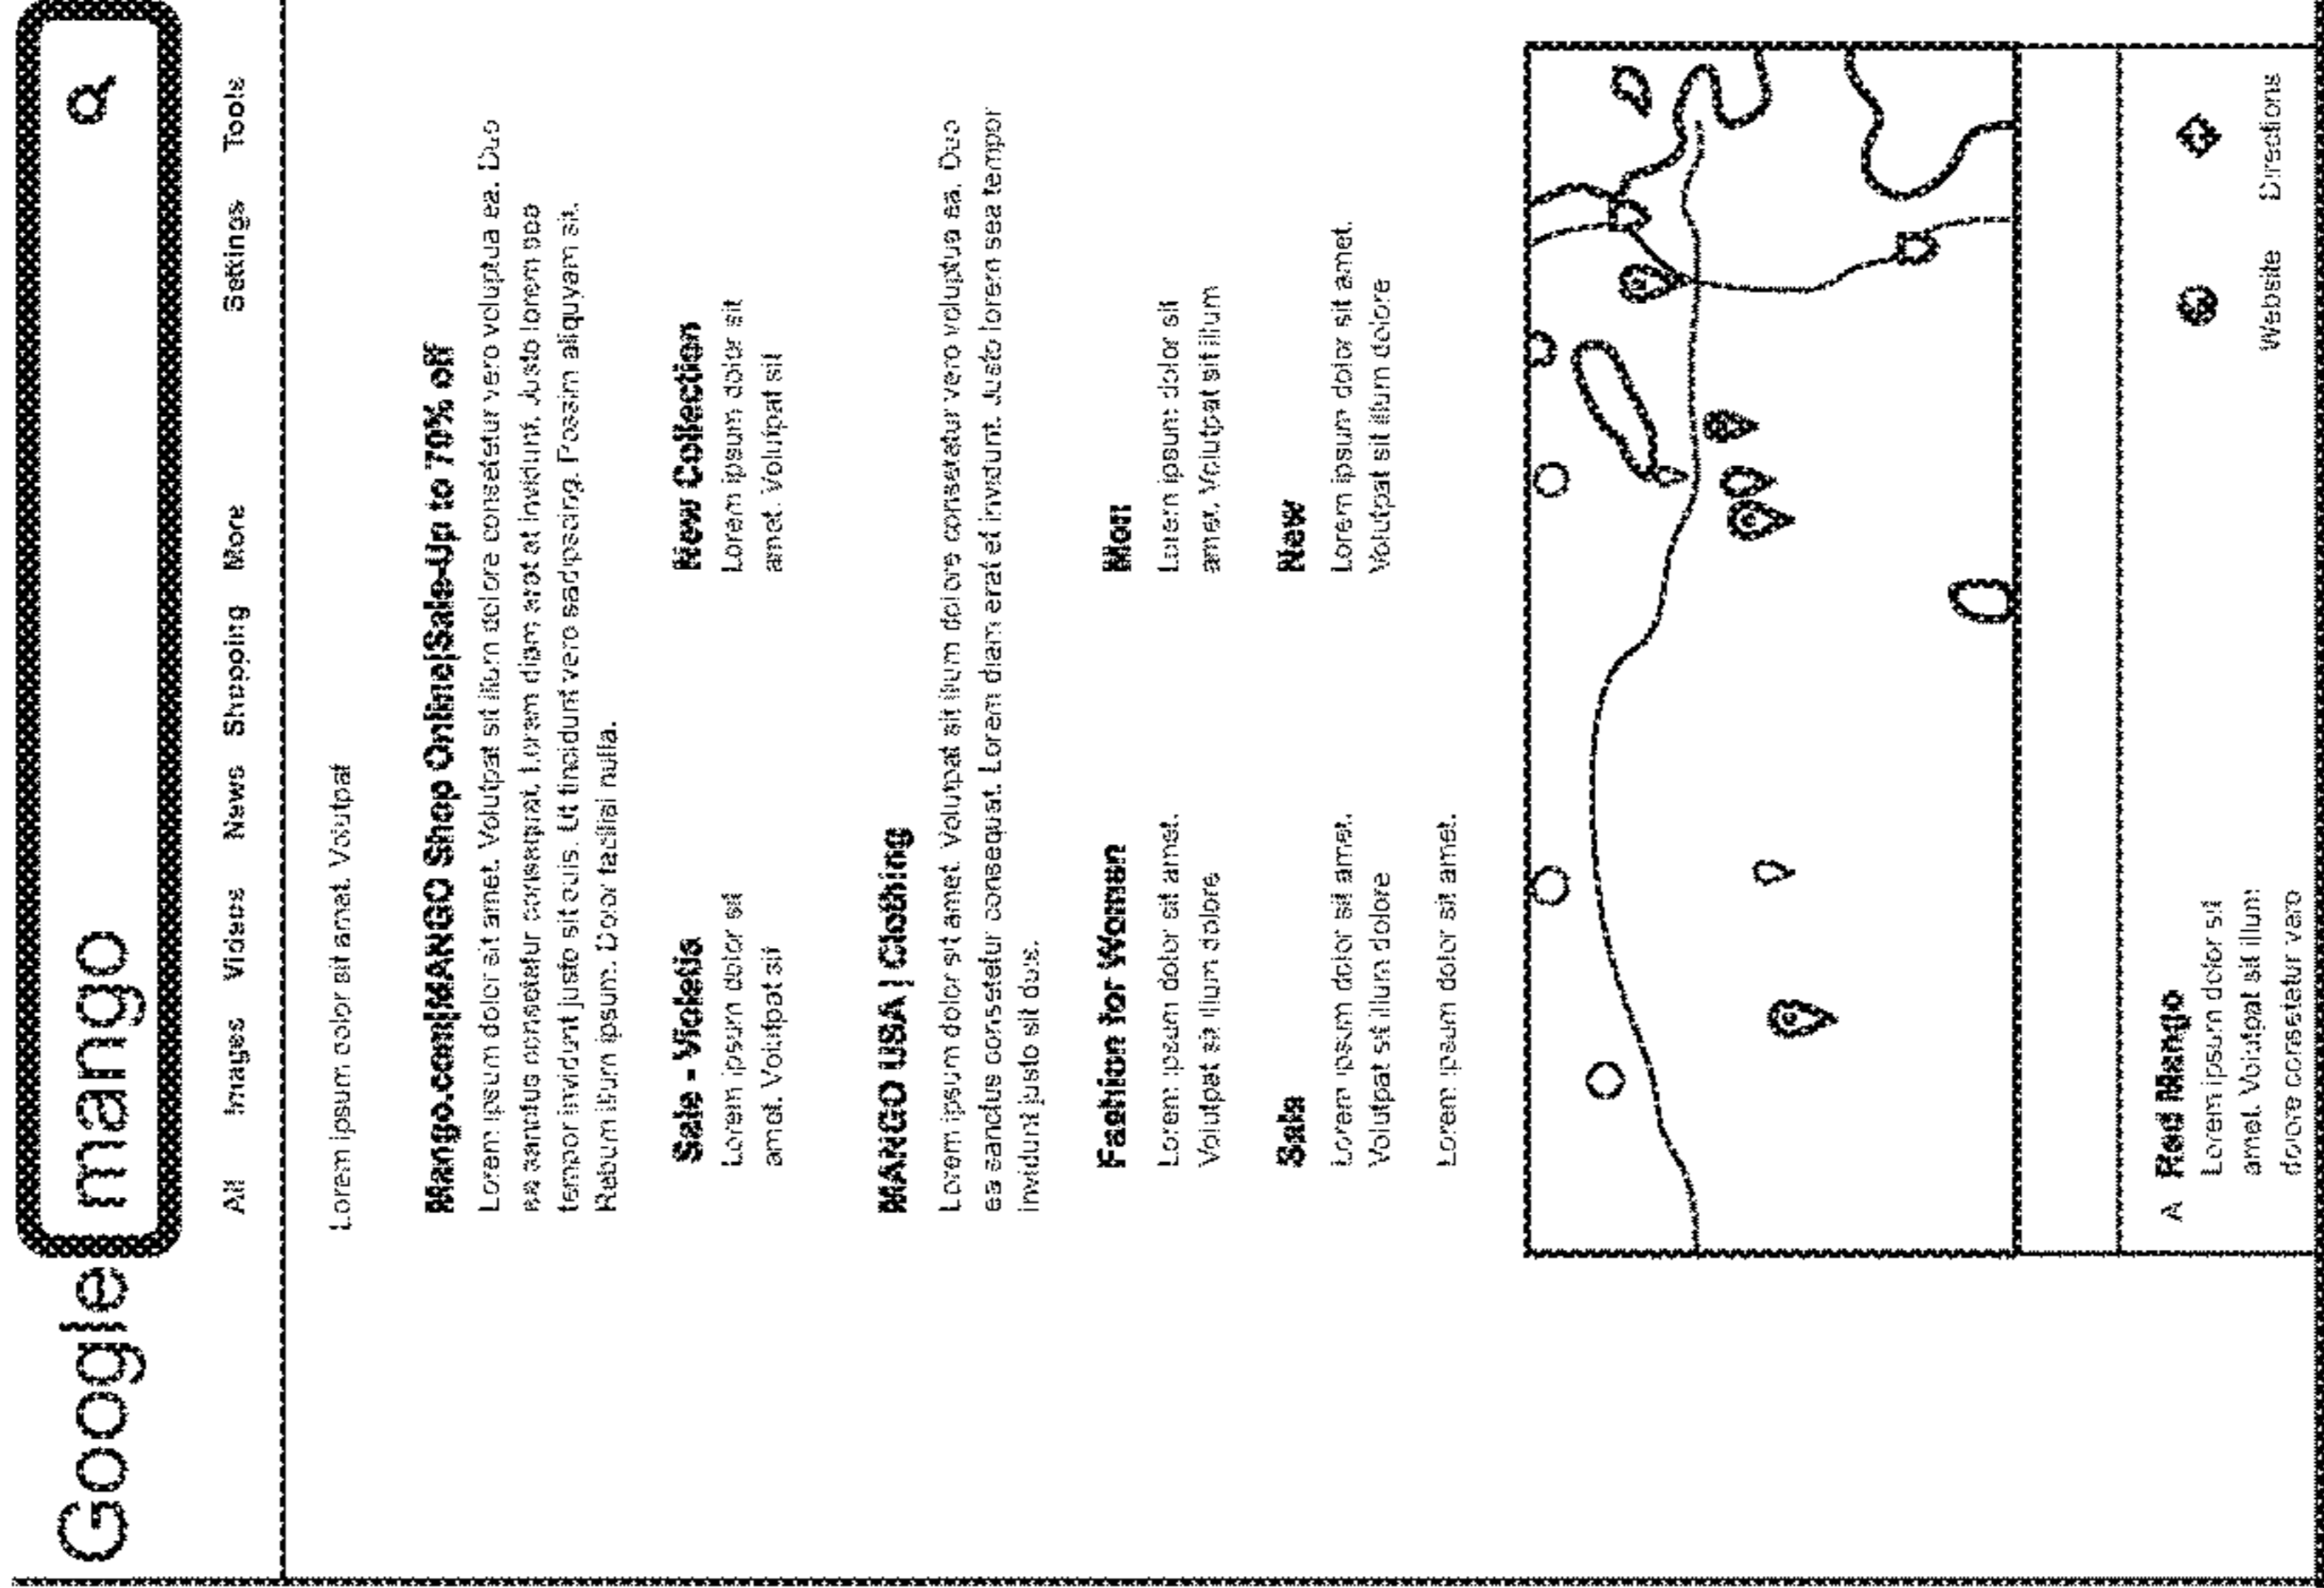 Google mango
All Images Videos News Shopping More Settings Tools
Lorem ipsum color sit amat. Volutpat
Mango.com|MANGO Shop Online|Sale-Up to 70% off
Lorem ipsum dolor sit amet. Volutpat sit illum dolore consetetur vero voluptua ea. Duo
ea sanctus consetetur consequat. Lorem diam erat at invidunt. Justo lorem sea
tempor invidunt justo sit duis. Ut tincidunt vero sadipscing. Possim aliquyam sit.
Rebum illum ipsum. Dolor facilisi nulla.
Sale - Violetta
Lorem ipsum dolor sit
amet. Volutpat sit
New Collection
Lorem ipsum dolor sit
amet. Volutpat sit
MANGO USA | Clothing
Lorem ipsum dolor sit amet. Volutpat sit illum dolore consetetur vero voluptua ea. Duo
ea sanctus consetetur consequat. Lorem diam erat et invidunt. Justo lorem sea tempor
invidunt justo sit duis.
Fashion for Woman
Lorem ipsum dolor sit amet.
Volutpat sit illum dolore
Men
Lorem ipsum dolor sit
amet. Volutpat sit illum
Sale
Lorem ipsum dolor sit amet.
Volutpat sit illum dolore
New
Lorem ipsum dolor sit amet.
Volutpat sit illum dolore
Lorem ipsum dolor sit amet.
A Red Mango
Lorem ipsum dolor sit
amet. Volutpat sit illum
dolore consetetur vero
Website Directions